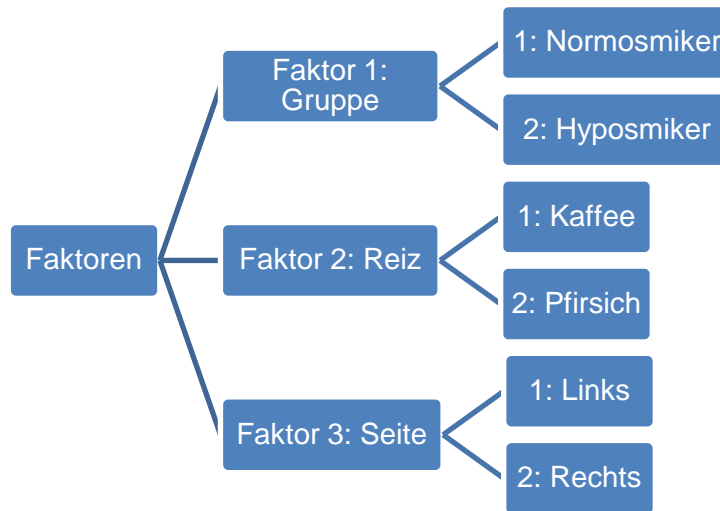 Faktoren
Faktor 1:
Gruppe
1: Normosmiker
2: Hyposmiker
Faktor 2: Reiz
1: Kaffee
2: Pfirsich
Faktor 3: Seite
1: Links
2: Rechts